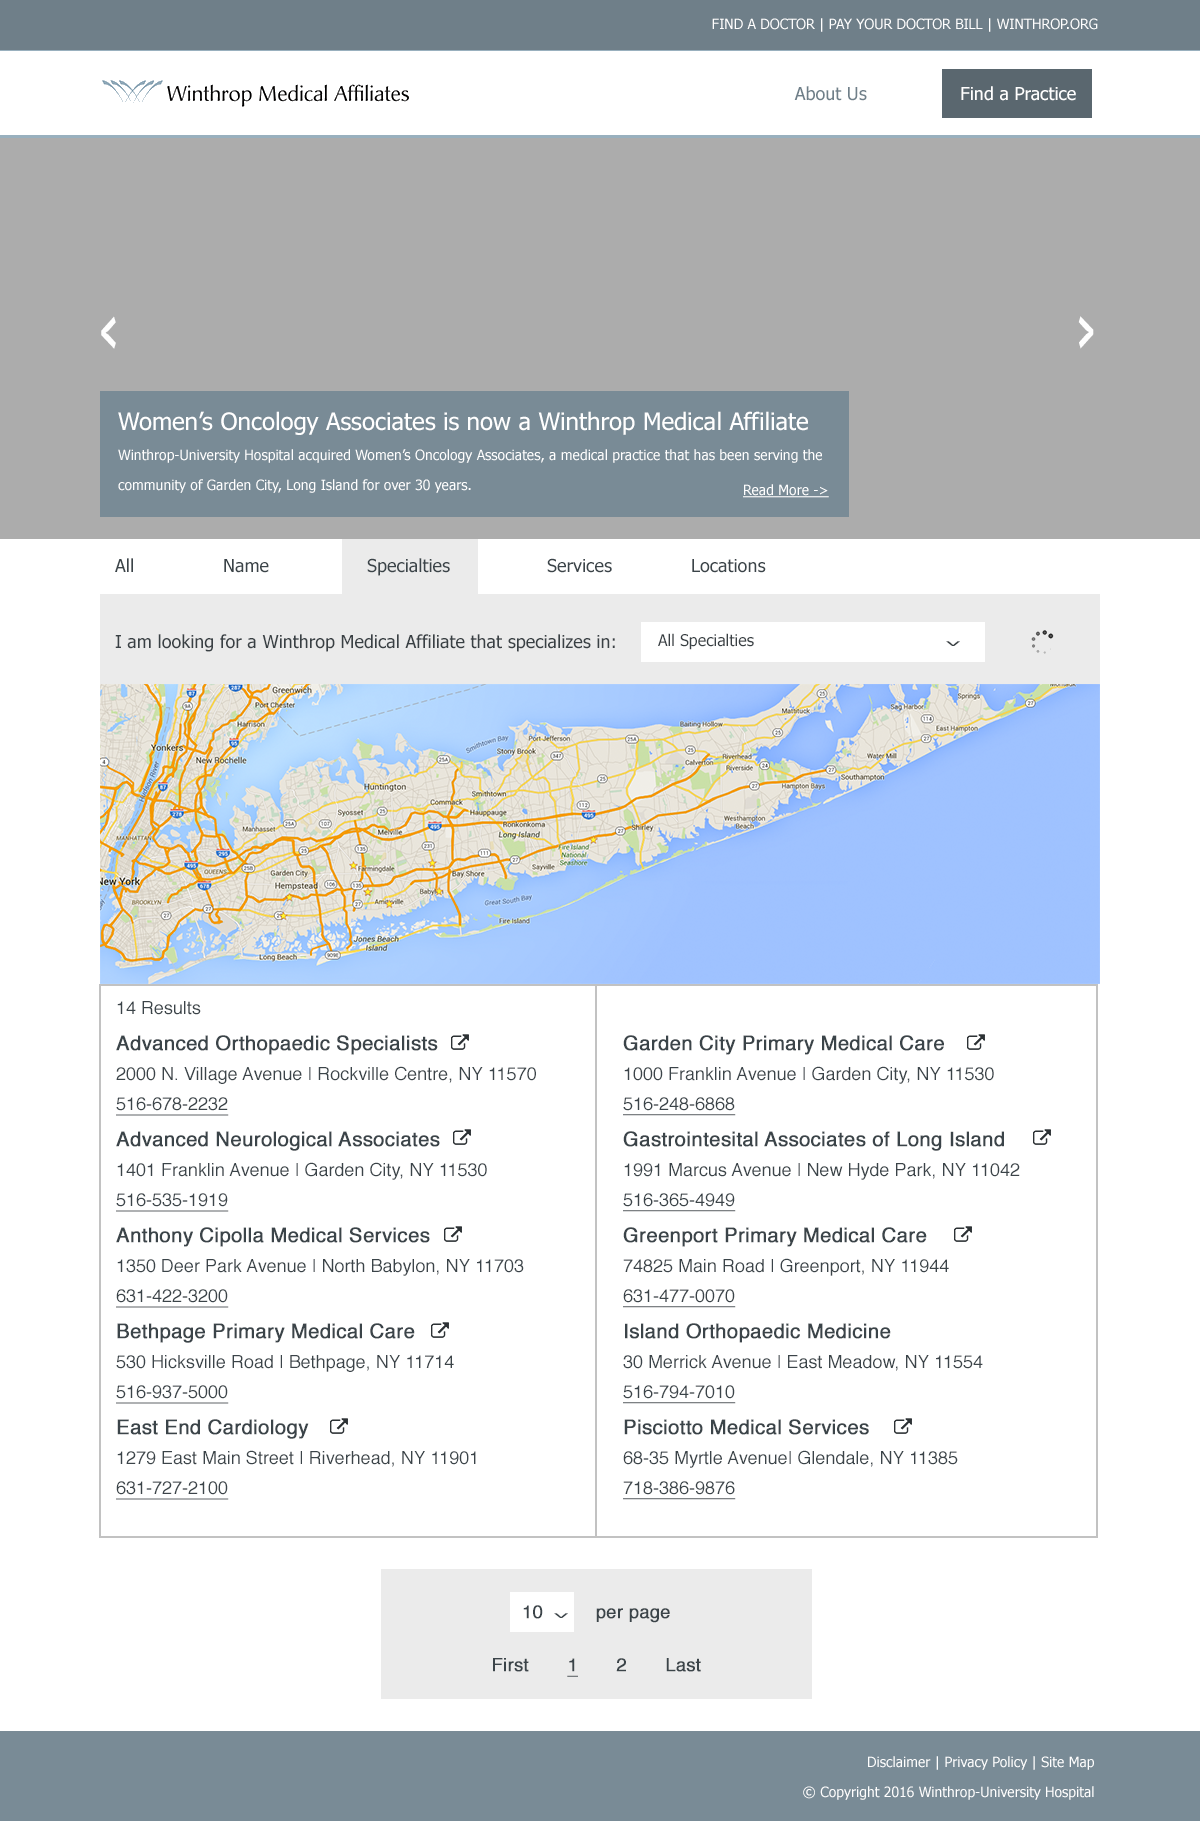 FIND A DOCTOR | PAY YOUR DOCTOR BILL | WINTHROP.ORG
Winthrop Medical Affiliates
About Us
Find a Practice
Women’s Oncology Associates is now a Winthrop Medical Affiliate
Winthrop-University Hospital acquired Women’s Oncology Associates, a medical practice that has been serving the
community of Garden City, Long Island for over 30 years.
Read More ->
All Name Specialties Services Locations
I am looking for a Winthrop Medical Affiliate that specializes in:
All Specialties
Greenwich
Port Chester
Harrison
Yonkers
New Rochelle
Hudson River
MANHATTAN
New York
BROOKLYN
QUEENS
Manhasset
Garden City
Hempstead
Long Beach
Jones Beach
Island
Syosset
Huntington
Melville
Farmingdale
Amityville
Babylon
Bay Shore
Commack
Smithtown
Hauppauge
Ronkonkoma
Long Island
Smithtown Bay
Stony Brook
Port Jefferson
Sayville
Great South Bay
Fire Island
Fire Island
National
Seashore
Shirley
Baiting Hollow
Calverton
Riverhead
Riverside
Mattituck
Hampton Bays
Westhampton
Beach
Southampton
Water Mill
Sag Harbor
Springs
East Hampton
14 Results
Advanced Orthopaedic Specialists
2000 N. Village Avenue | Rockville Centre, NY 11570
516-678-2232
Advanced Neurological Associates
1401 Franklin Avenue | Garden City, NY 11530
516-535-1919
Anthony Cipolla Medical Services
1350 Deer Park Avenue | North Babylon, NY 11703
631-422-3200
Bethpage Primary Medical Care
530 Hicksville Road | Bethpage, NY 11714
516-937-5000
East End Cardiology
1279 East Main Street | Riverhead, NY 11901
631-727-2100
Garden City Primary Medical Care
1000 Franklin Avenue | Garden City, NY 11530
516-248-6868
Gastrointesital Associates of Long Island
1991 Marcus Avenue | New Hyde Park, NY 11042
516-365-4949
Greenport Primary Medical Care
74825 Main Road | Greenport, NY 11944
631-477-0070
Island Orthopaedic Medicine
30 Merrick Avenue | East Meadow, NY 11554
516-794-7010
Pisciotto Medical Services
68-35 Myrtle Avenue| Glendale, NY 11385
718-386-9876
10 per page
First 1 2 Last
Disclaimer | Privacy Policy | Site Map
© Copyright 2016 Winthrop-University Hospital